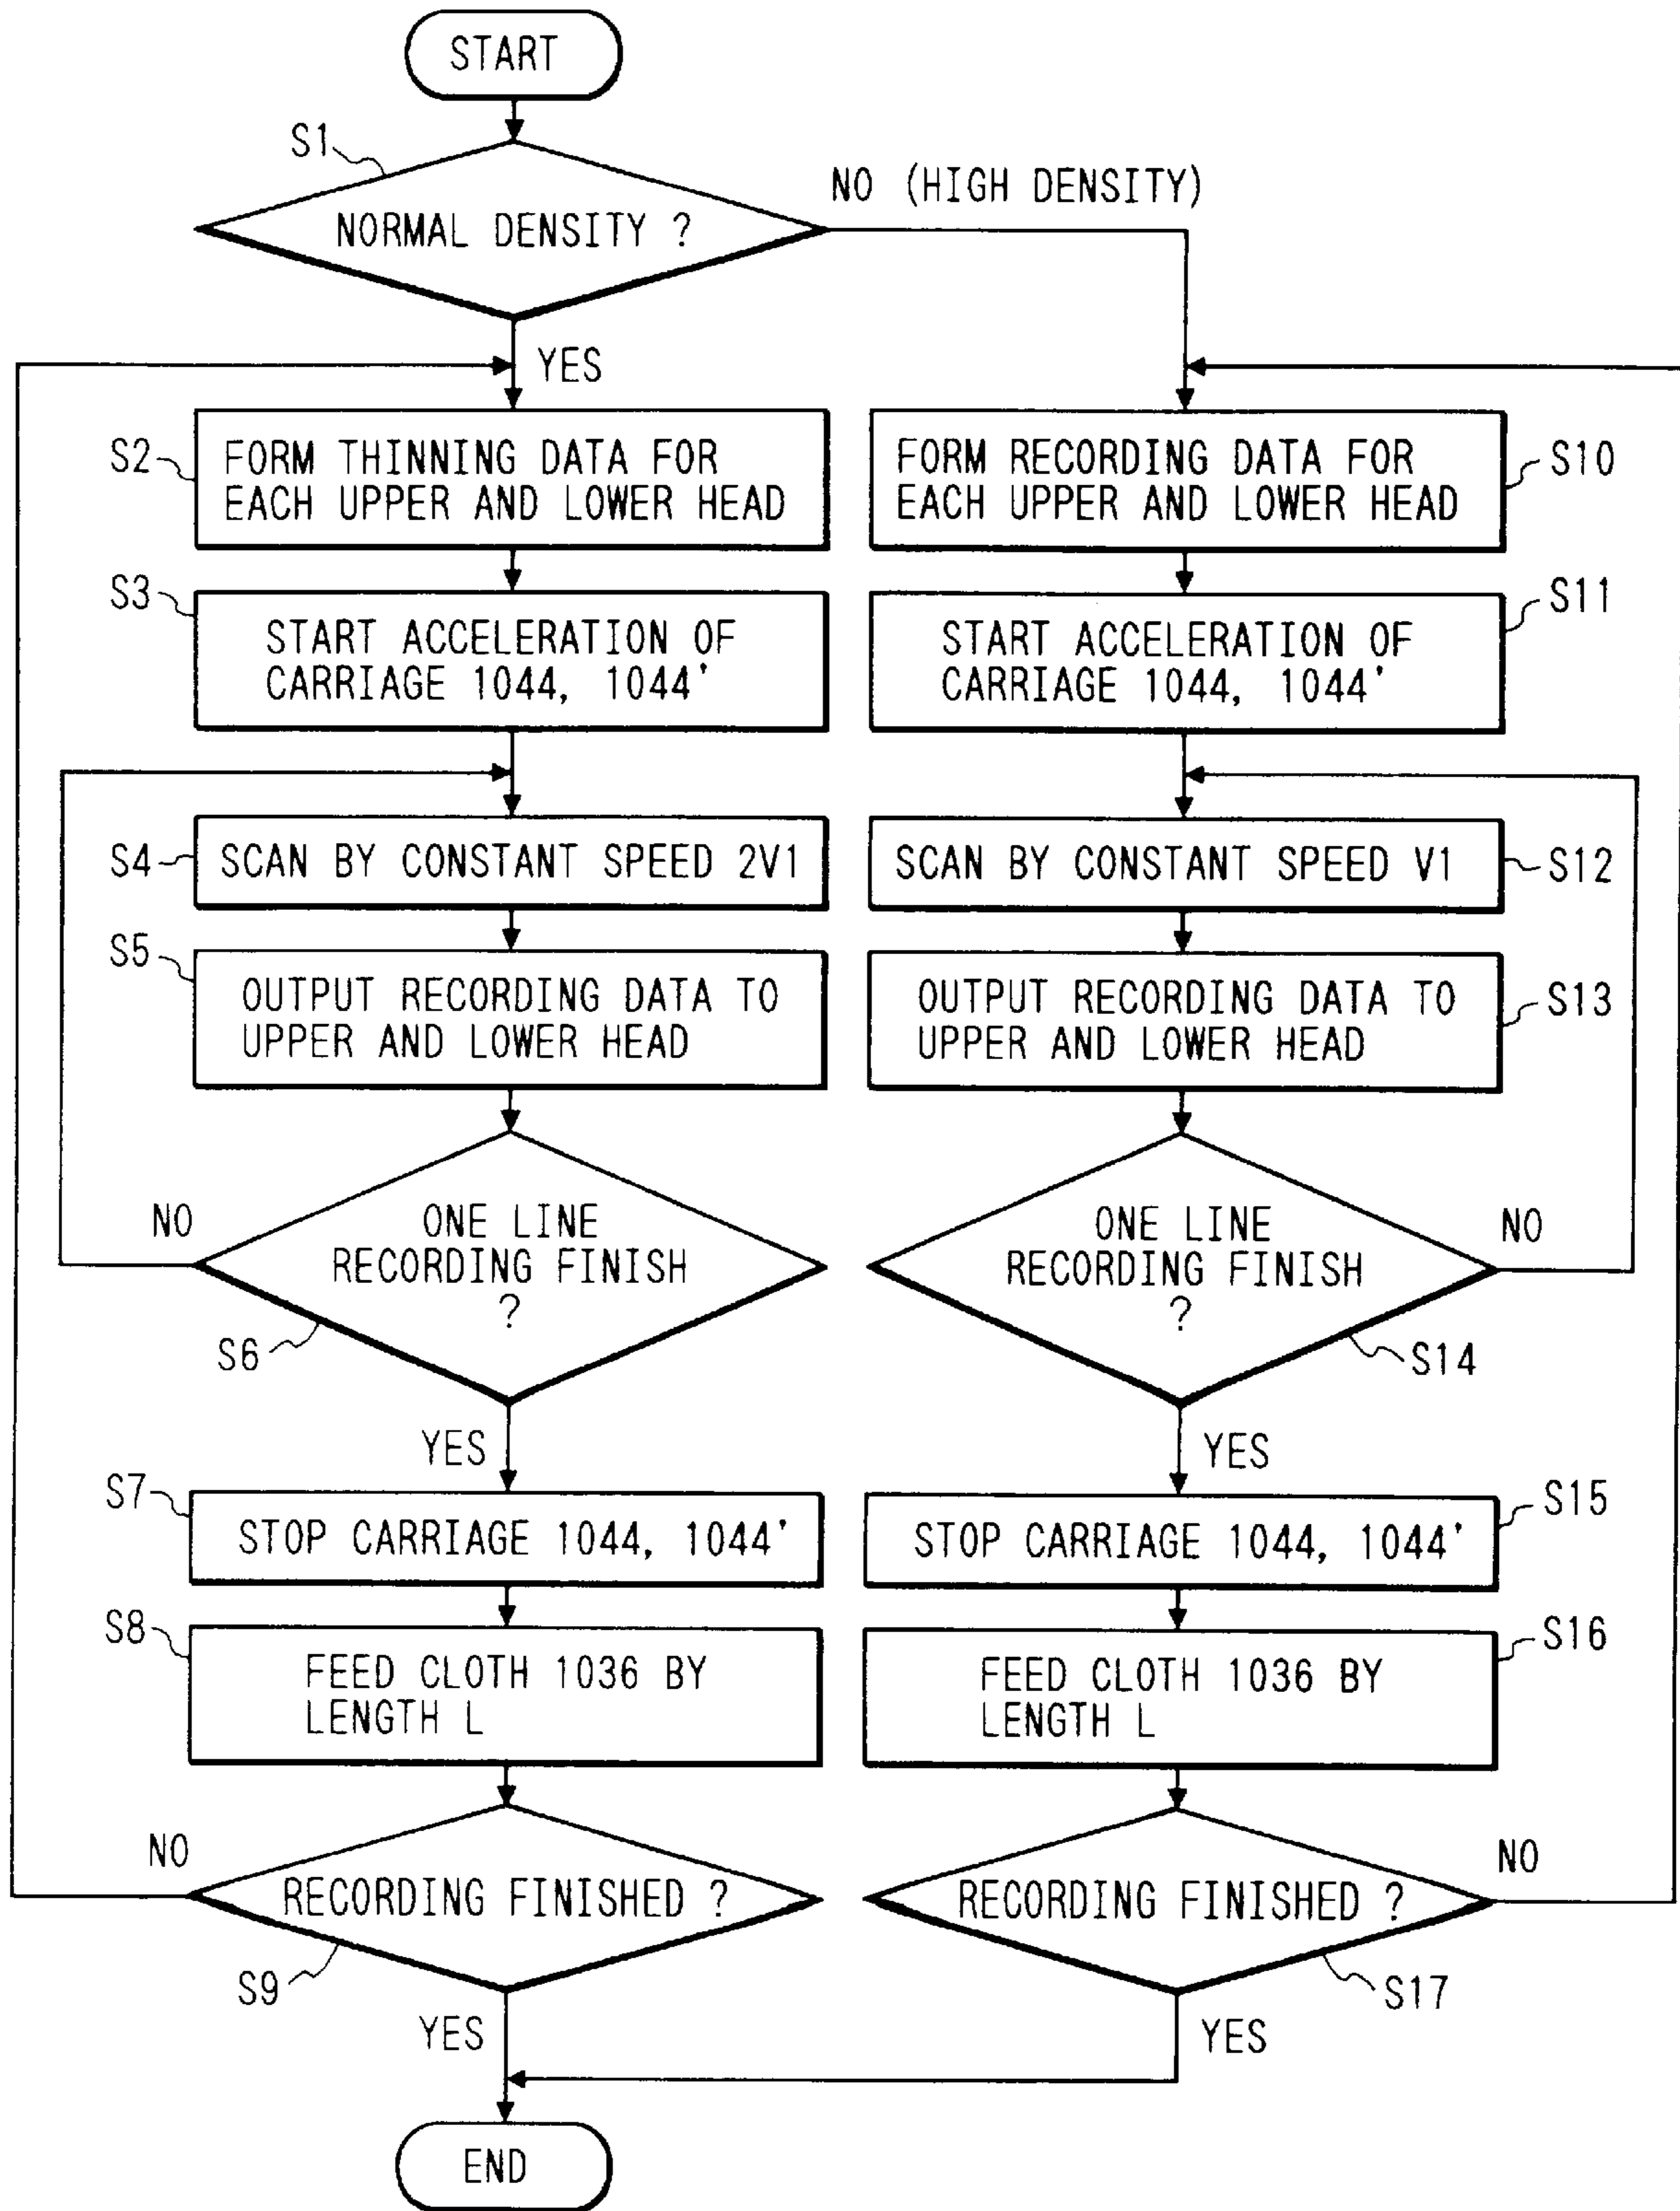 START
S1
NORMAL DENSITY ?
NO (HIGH DENSITY)
YES
S2
FORM THINNING DATA FOR
EACH UPPER AND LOWER HEAD
S3
START ACCELERATION OF
CARRIAGE 1044, 1044'
S4
SCAN BY CONSTANT SPEED 2V1
S5
OUTPUT RECORDING DATA TO
UPPER AND LOWER HEAD
NO
ONE LINE
RECORDING FINISH
?
S6
YES
S7
STOP CARRIAGE 1044, 1044'
S8
FEED CLOTH 1036 BY
LENGTH L
NO
RECORDING FINISHED ?
S9
YES
FORM RECORDING DATA FOR
EACH UPPER AND LOWER HEAD
S10
START ACCELERATION OF
CARRIAGE 1044, 1044'
S11
SCAN BY CONSTANT SPEED V1
S12
OUTPUT RECORDING DATA TO
UPPER AND LOWER HEAD
S13
ONE LINE
RECORDING FINISH
?
NO
S14
YES
STOP CARRIAGE 1044, 1044'
S15
FEED CLOTH 1036 BY
LENGTH L
S16
RECORDING FINISHED ?
NO
S17
YES
END